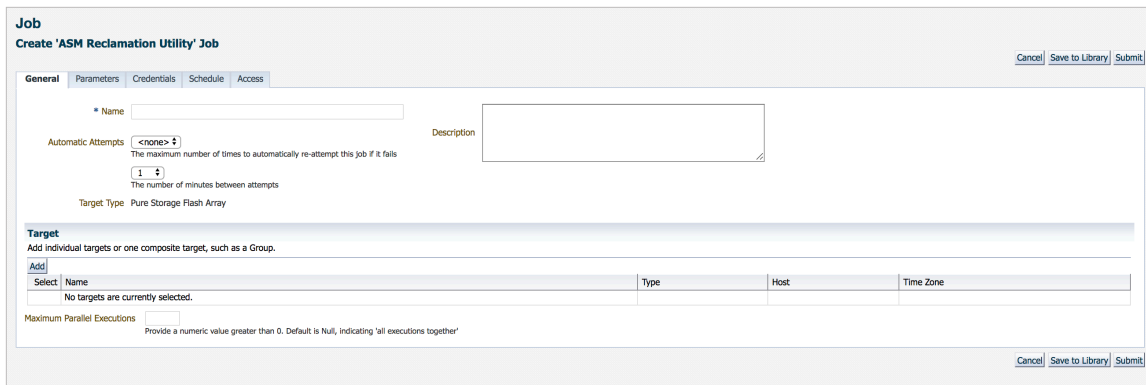 Job
Create 'ASM Reclamation Utility' Job
Cancel Save to Library Submit
General Parameters Credentials Schedule Access
* Name
Description
Automatic Attempts <none>
The maximum number of times to automatically re-attempt this job if it fails
1
The number of minutes between attempts
Target Type Pure Storage Flash Array
Target
Add individual targets or one composite target, such as a Group.
Add
Select Name Type Host Time Zone
No targets are currently selected.
Maximum Parallel Executions
Provide a numeric value greater than 0. Default is Null, indicating 'all executions together'
Cancel Save to Library Submit